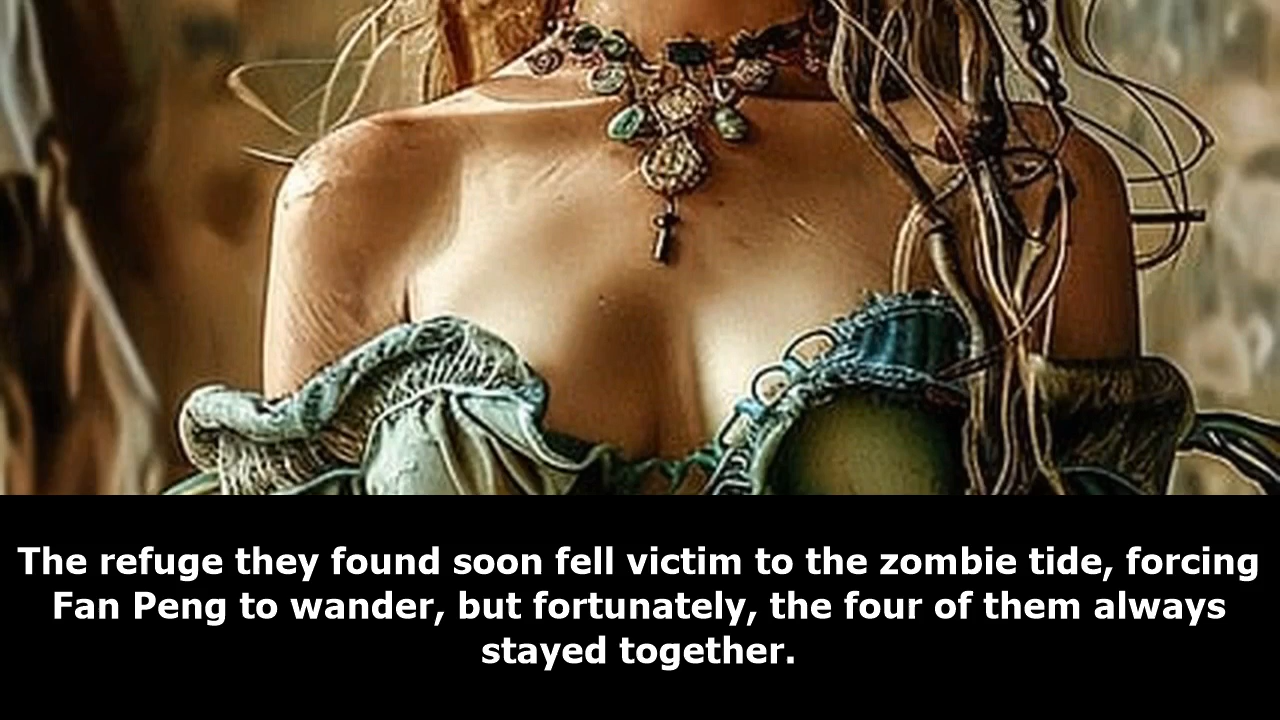 The refuge they found soon fell victim to the zombie tide, forcing
Fan Peng to wander, but fortunately, the four of them always
stayed together.